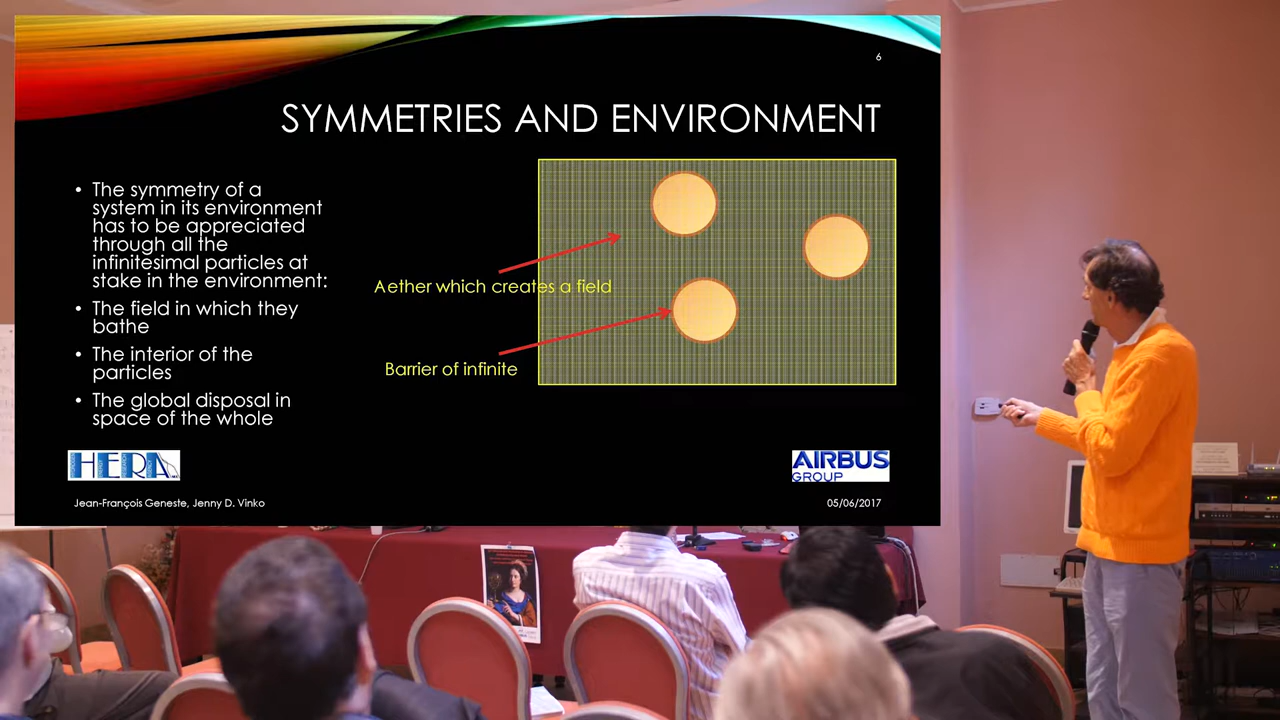 6
SYMMETRIES AND ENVIRONMENT
• The symmetry of a
system in its environment
has to be appreciated
through all the
infinitesimal particles at
stake in the environment:
• The field in which they
bathe
• The interior of the
particles
• The global disposal in
space of the whole
Aether which creates a field
Barrier of infinite
HERA
AIRBUS
GROUP
Jean-François Geneste, Jenny D. Vinko
05/06/2017